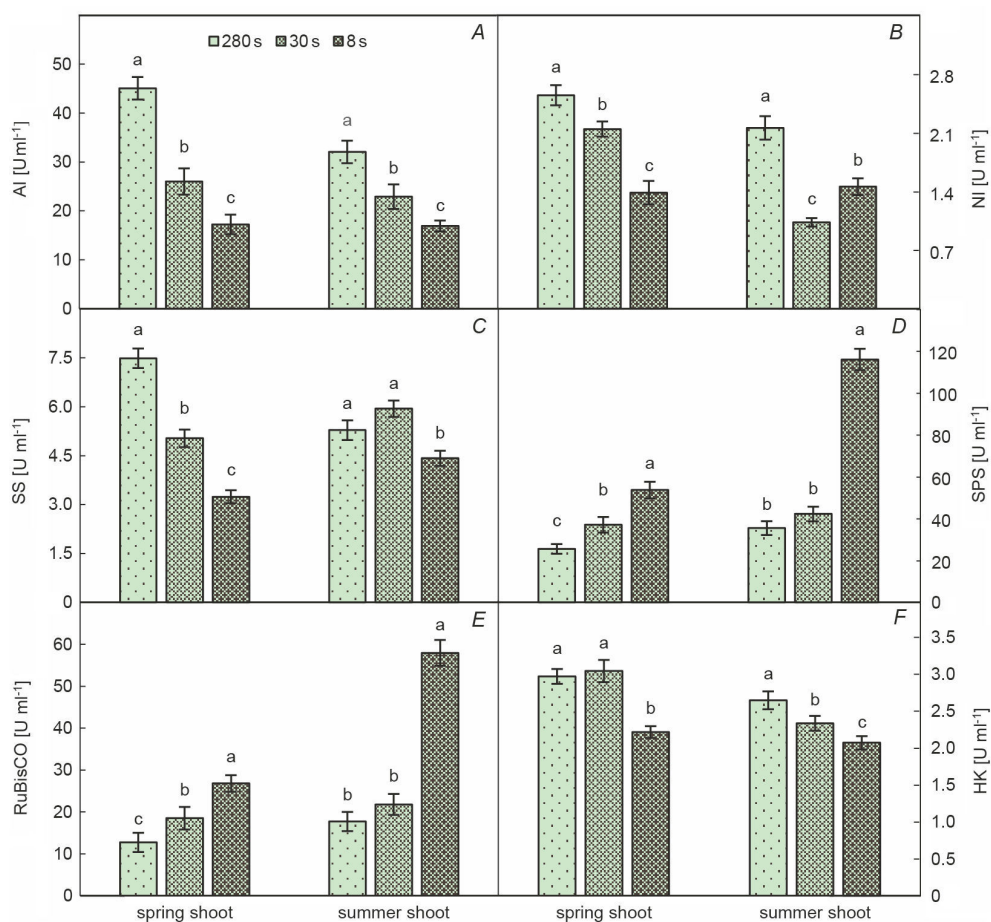 280 s 30 s 8 s
A
AI [U ml-1]
50
40
30
20
10
0
a
b
c
a
b
c
B
NI [U ml-1]
2.8
2.1
1.4
0.7
a
b
c
a
c
b
C
SS [U ml-1]
7.5
6.0
4.5
3.0
1.5
0
a
b
c
a
a
b
D
SPS [U ml-1]
120
100
80
60
40
20
0
c
b
a
b
b
a
E
RuBisCO [U ml-1]
60
50
40
30
20
10
0
c
b
a
b
b
a
spring shoot summer shoot
F
HK [U ml-1]
3.5
3.0
2.5
2.0
1.5
1.0
0.5
0
a
a
b
a
b
c
spring shoot summer shoot